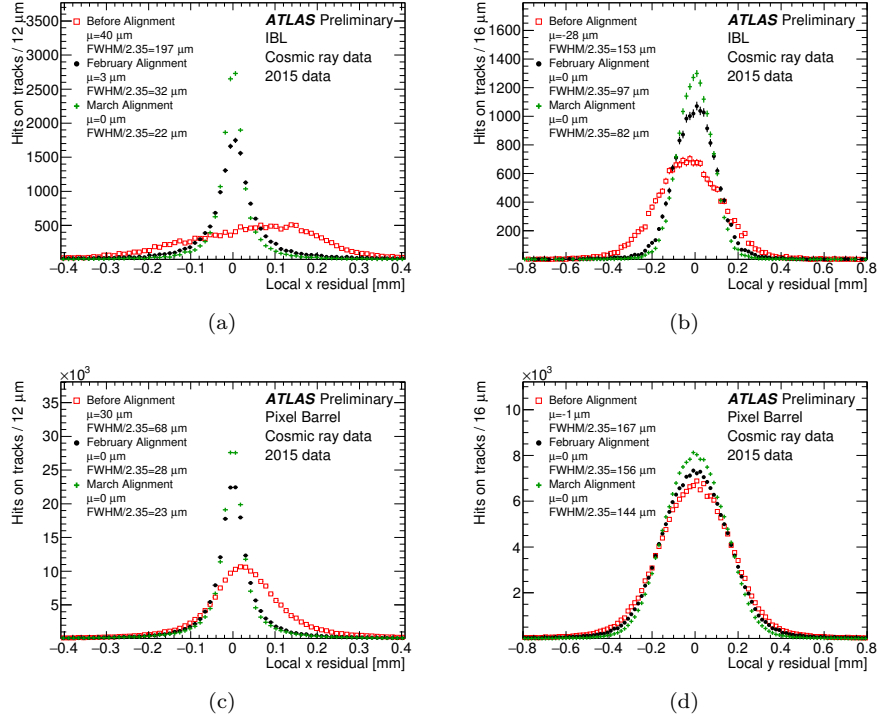 Hits on tracks / 12 μm
3500
3000
2500
2000
1500
1000
500
Before Alignment
μ=40 μm
FWHM/2.35=197 μm
February Alignment
μ=3 μm
FWHM/2.35=32 μm
March Alignment
μ=0 μm
FWHM/2.35=22 μm
ATLAS Preliminary
IBL
Cosmic ray data
2015 data
−0.4 −0.3 −0.2 −0.1 0 0.1 0.2 0.3 0.4
Local x residual [mm]
(a)
Hits on tracks / 16 μm
1600
1400
1200
1000
800
600
400
200
Before Alignment
μ=-28 μm
FWHM/2.35=153 μm
February Alignment
μ=0 μm
FWHM/2.35=97 μm
March Alignment
μ=0 μm
FWHM/2.35=82 μm
ATLAS Preliminary
IBL
Cosmic ray data
2015 data
−0.8 −0.6 −0.4 −0.2 0 0.2 0.4 0.6 0.8
Local y residual [mm]
(b)
×10³
Hits on tracks / 12 μm
35
30
25
20
15
10
5
Before Alignment
μ=30 μm
FWHM/2.35=68 μm
February Alignment
μ=0 μm
FWHM/2.35=28 μm
March Alignment
μ=0 μm
FWHM/2.35=23 μm
ATLAS Preliminary
Pixel Barrel
Cosmic ray data
2015 data
−0.4 −0.3 −0.2 −0.1 0 0.1 0.2 0.3 0.4
Local x residual [mm]
(c)
×10³
Hits on tracks / 16 μm
10
8
6
4
2
0
Before Alignment
μ=-1 μm
FWHM/2.35=167 μm
February Alignment
μ=0 μm
FWHM/2.35=156 μm
March Alignment
μ=0 μm
FWHM/2.35=144 μm
ATLAS Preliminary
Pixel Barrel
Cosmic ray data
2015 data
−0.8 −0.6 −0.4 −0.2 0 0.2 0.4 0.6 0.8
Local y residual [mm]
(d)